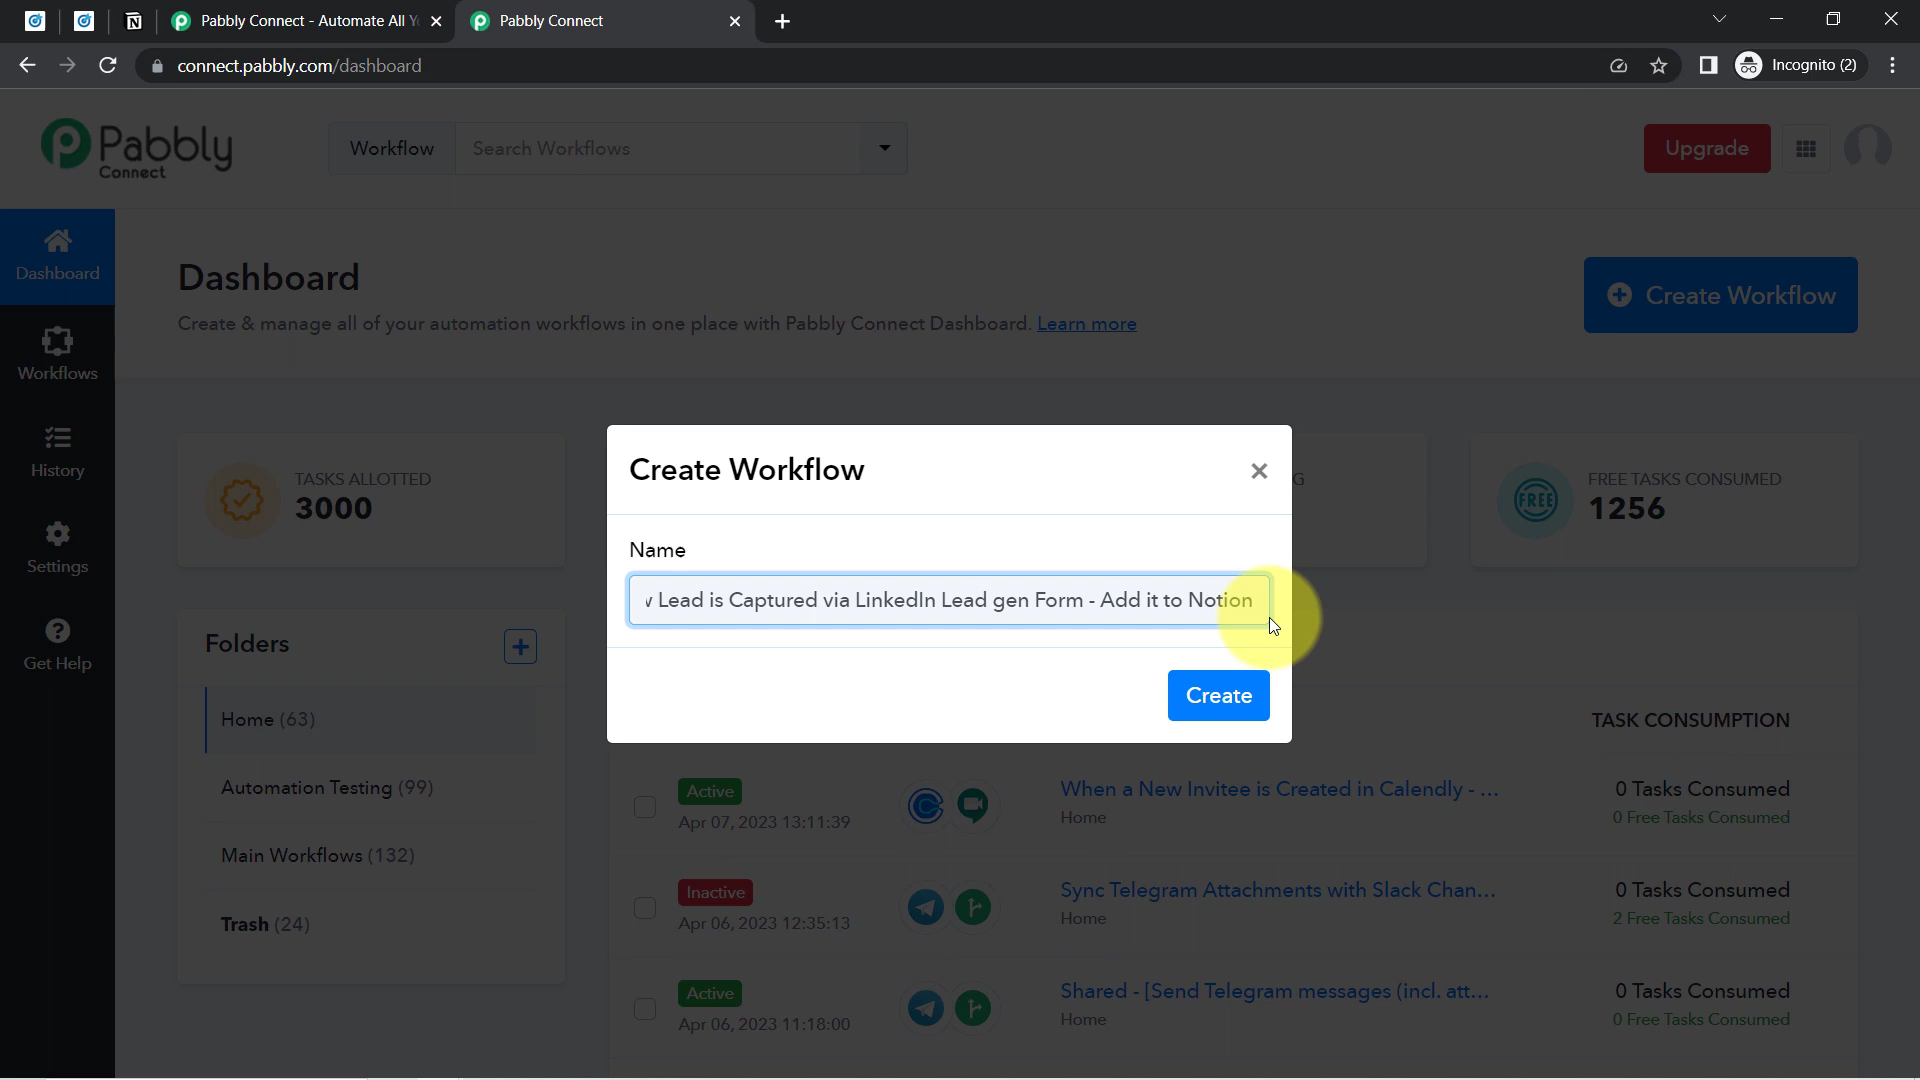 Pabbly Connect - Automate All Y
Pabbly Connect
connect.pabbly.com/dashboard
Incognito (2)
Pabbly
Connect
Workflow
Search Workflows
Upgrade
Dashboard
Workflows
History
Settings
Get Help
Dashboard
Create & manage all of your automation workflows in one place with Pabbly Connect Dashboard. Learn more
Create Workflow
TASKS ALLOTTED
3000
G
FREE
FREE TASKS CONSUMED
1256
Create Workflow
Name
Lead is Captured via LinkedIn Lead gen Form - Add it to Notion
Create
Folders
Home (63)
Automation Testing (99)
Main Workflows (132)
Trash (24)
TASK CONSUMPTION
Active
Apr 07, 2023 13:11:39
When a New Invitee is Created in Calendly - ...
Home
0 Tasks Consumed
0 Free Tasks Consumed
Inactive
Apr 06, 2023 12:35:13
Sync Telegram Attachments with Slack Chan...
Home
0 Tasks Consumed
2 Free Tasks Consumed
Active
Apr 06, 2023 11:18:00
Shared - [Send Telegram messages (incl. att...
Home
0 Tasks Consumed
0 Free Tasks Consumed